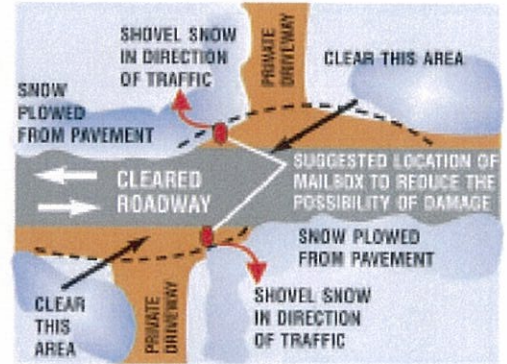 SHOVEL SNOW
IN DIRECTION
OF TRAFFIC
PRIVATE
DRIVEWAY
CLEAR THIS AREA
SNOW
PLOWED
FROM PAVEMENT
CLEARED
ROADWAY
SUGGESTED LOCATION OF
MAILBOX TO REDUCE THE
POSSIBILITY OF DAMAGE
SNOW PLOWED
FROM PAVEMENT
CLEAR
THIS
AREA
PRIVATE
DRIVEWAY
SHOVEL SNOW
IN DIRECTION
OF TRAFFIC